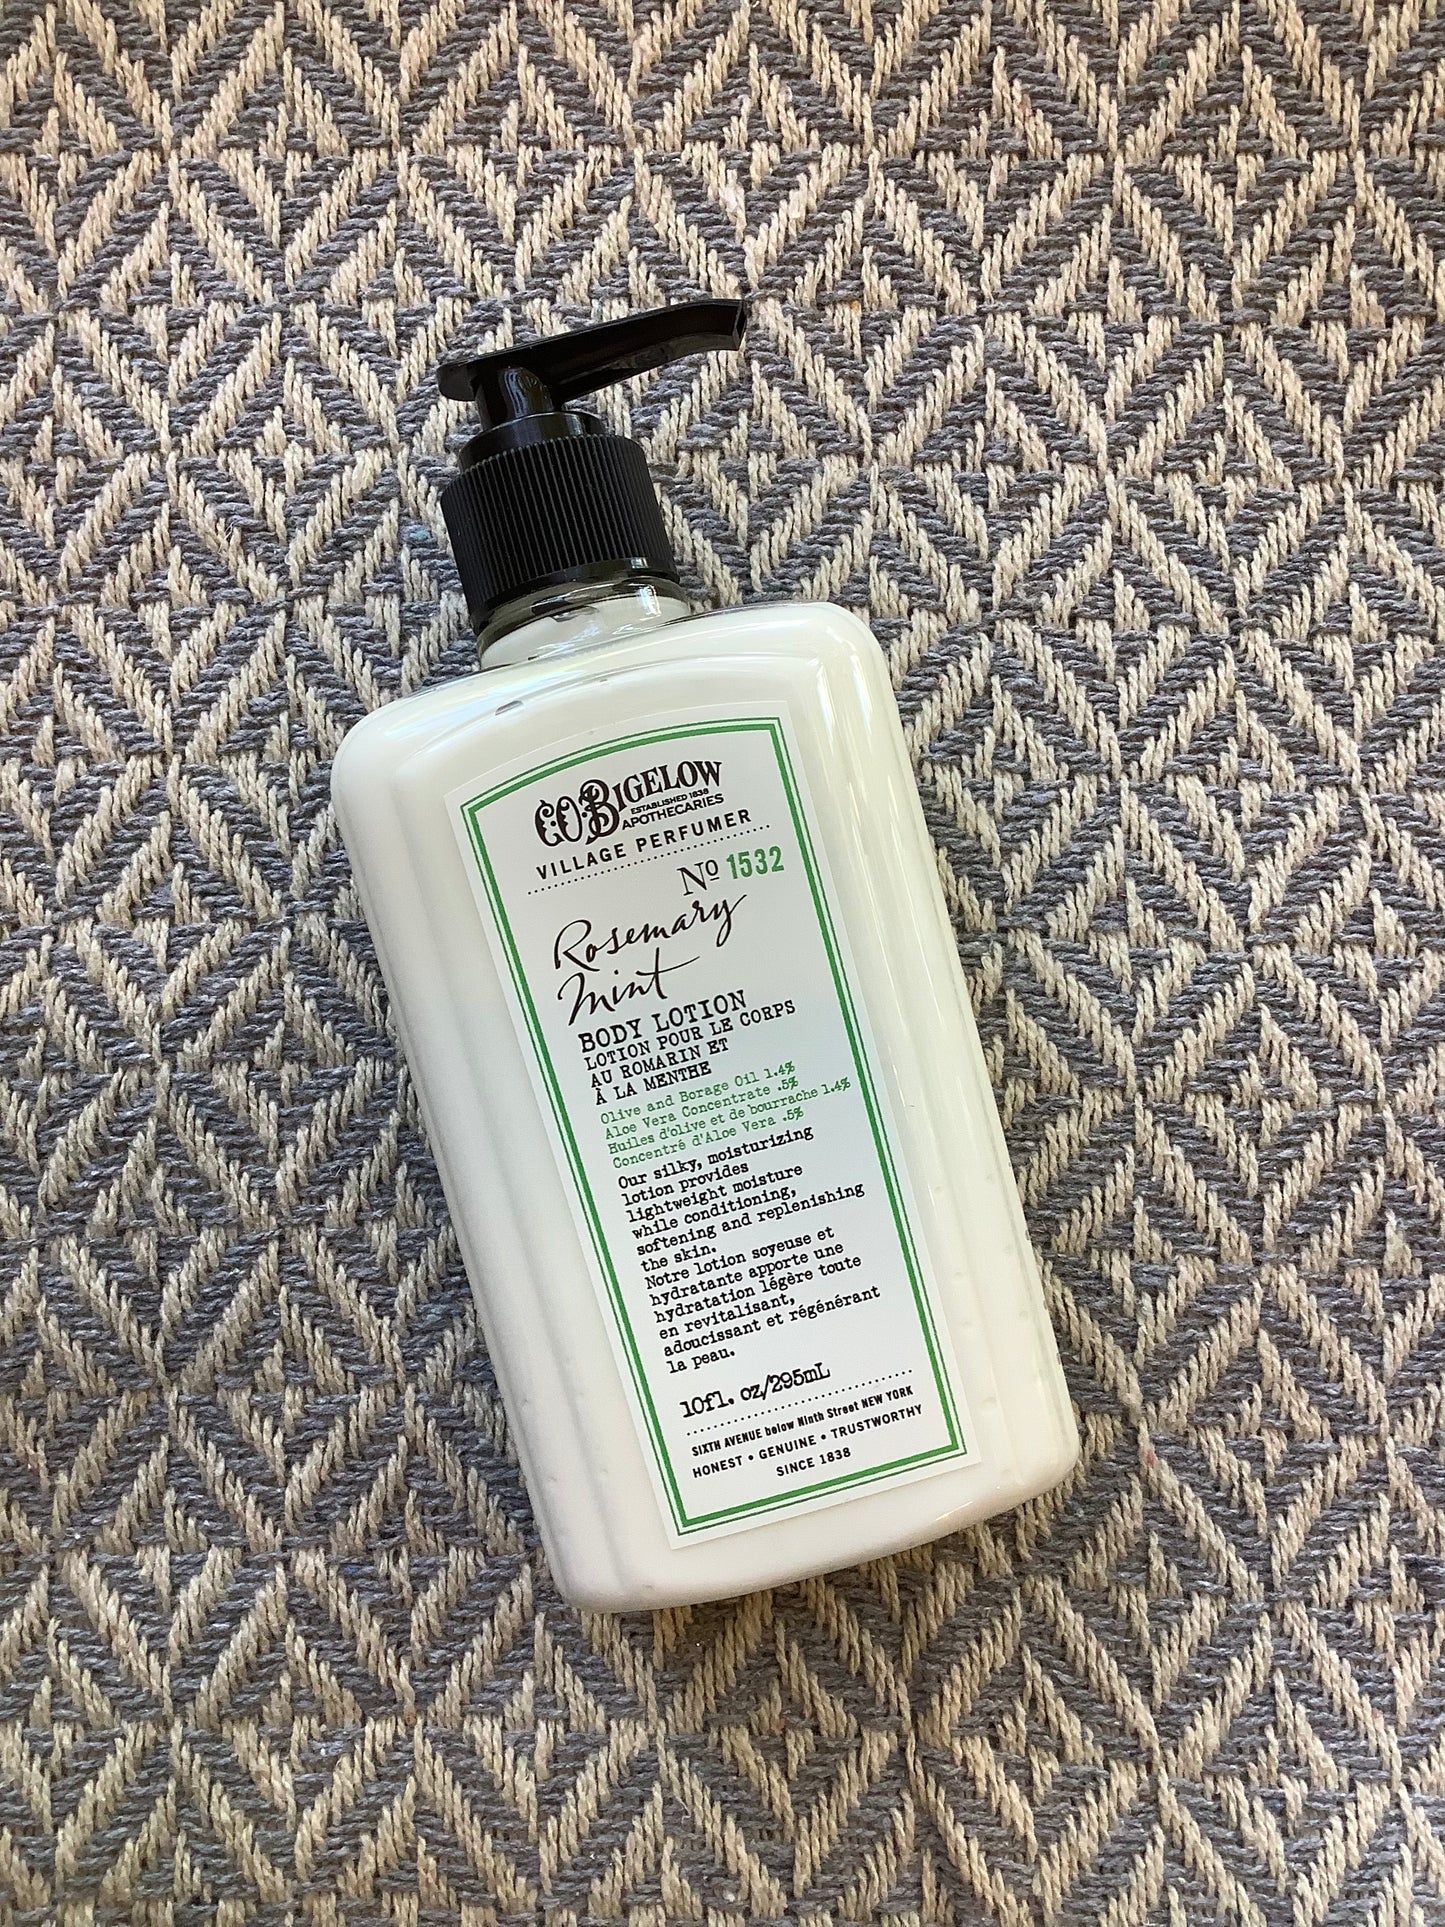 C.O. BIGELOW
ESTABLISHED 1838
APOTHECARIES
VILLAGE PERFUMER
Nº 1532
Rosemary
Mint
BODY LOTION
LOTION POUR LE CORPS
AU ROMARIN ET
À LA MENTHE
Olive and Borage Oil 1.4%
Aloe Vera Concentrate .5%
Huiles d'olive et de bourrache 1.4%
Concentré d'Aloe Vera .5%
Our silky, moisturizing
lotion provides
lightweight moisture
while conditioning,
softening and replenishing
the skin.
Notre lotion soyeuse et
hydratante apporte une
hydratation légère toute
en revitalisant,
adoucissant et régénérant
la peau.
10fl. oz/295mL
SIXTH AVENUE below Ninth Street NEW YORK
HONEST • GENUINE • TRUSTWORTHY
SINCE 1838